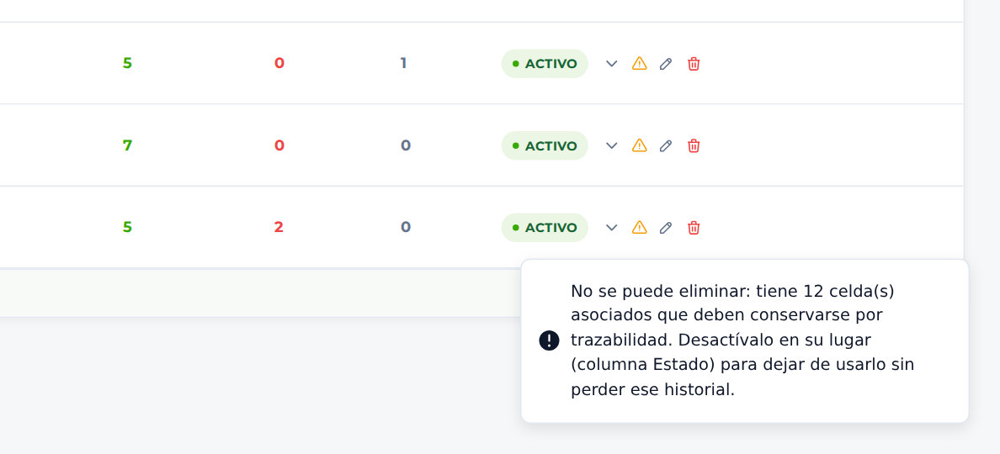 5 0 1 ACTIVO
7 0 0 ACTIVO
5 2 0 ACTIVO
No se puede eliminar: tiene 12 celda(s)
asociados que deben conservarse por
trazabilidad. Desactívalo en su lugar
(columna Estado) para dejar de usarlo sin
perder ese historial.